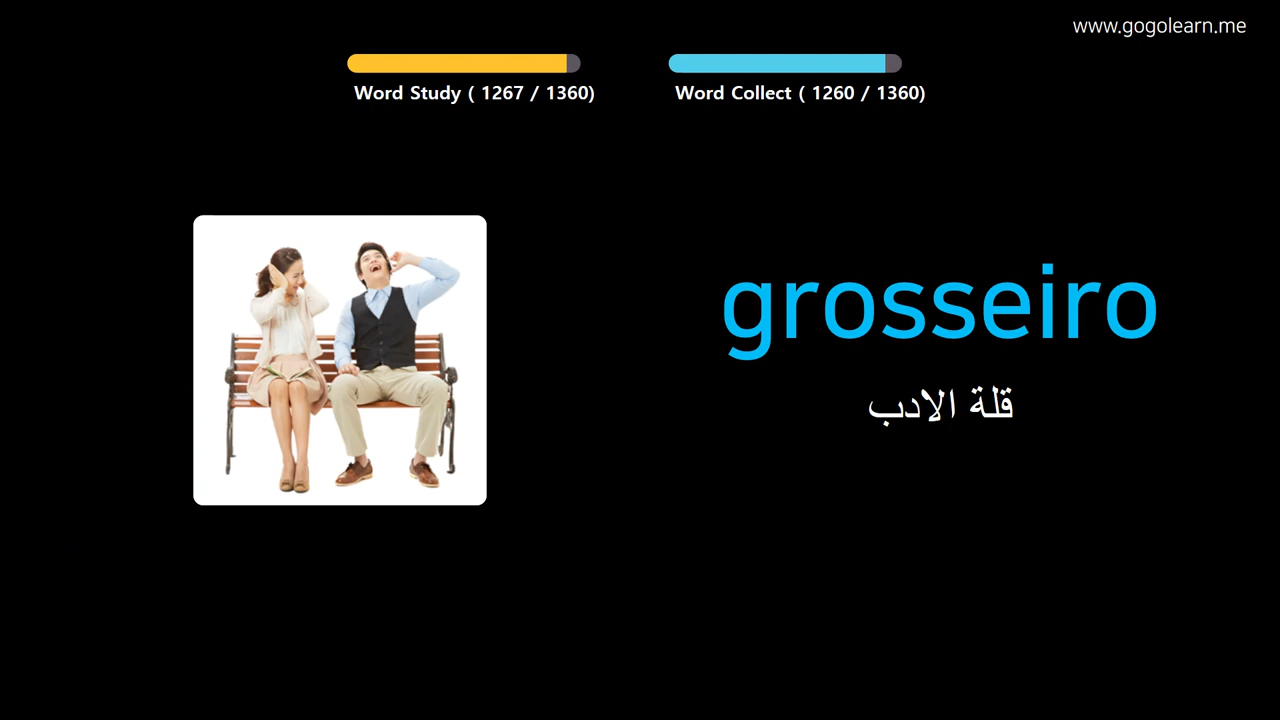 www.gogolearn.me
Word Study ( 1267 / 1360)
Word Collect ( 1260 / 1360)
grosseiro
قلة الادب